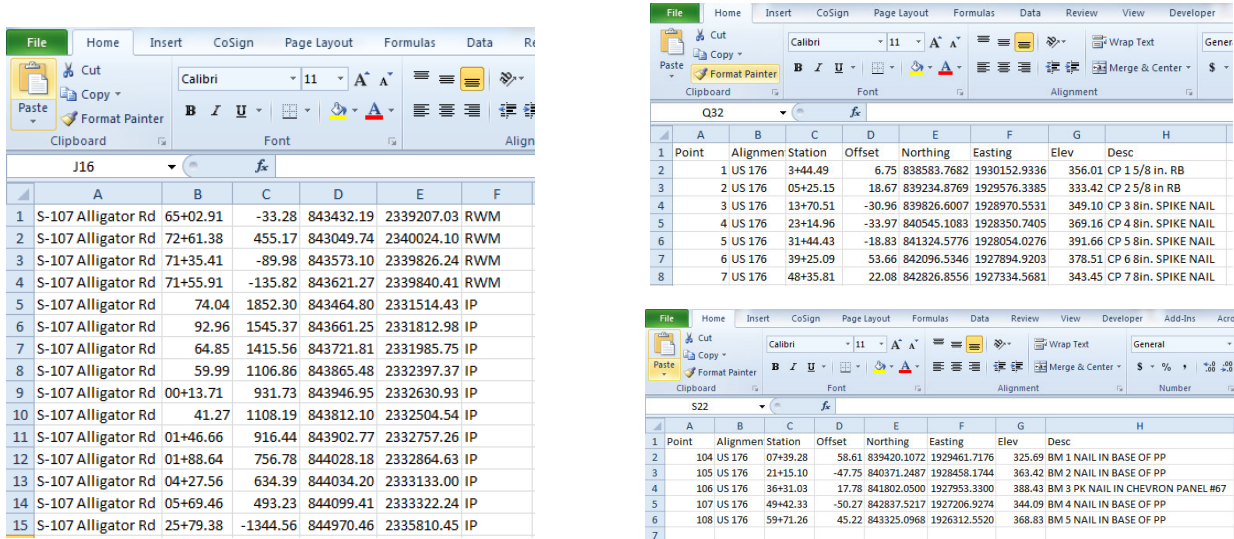 File Home Insert CoSign Page Layout Formulas Data Re
Cut
Copy
Paste
Format Painter
Calibri 11 A A
B I U A
Clipboard Font Align
J16 fx
A B C D E F
1 S-107 Alligator Rd 65+02.91 -33.28 843432.19 2339207.03 RWM
2 S-107 Alligator Rd 72+61.38 455.17 843049.74 2340024.10 RWM
3 S-107 Alligator Rd 71+35.41 -89.98 843573.10 2339826.24 RWM
4 S-107 Alligator Rd 71+55.91 -135.82 843621.27 2339840.41 RWM
5 S-107 Alligator Rd 74.04 1852.30 843464.80 2331514.43 IP
6 S-107 Alligator Rd 92.96 1545.37 843661.25 2331812.98 IP
7 S-107 Alligator Rd 64.85 1415.56 843721.81 2331985.75 IP
8 S-107 Alligator Rd 59.99 1106.86 843865.48 2332397.37 IP
9 S-107 Alligator Rd 00+13.71 931.73 843946.95 2332630.93 IP
10 S-107 Alligator Rd 41.27 1108.19 843812.10 2332504.54 IP
11 S-107 Alligator Rd 01+46.66 916.44 843902.77 2332757.26 IP
12 S-107 Alligator Rd 01+88.64 756.78 844028.18 2332864.63 IP
13 S-107 Alligator Rd 04+27.56 634.39 844034.20 2333133.00 IP
14 S-107 Alligator Rd 05+69.46 493.23 844099.41 2333322.24 IP
15 S-107 Alligator Rd 25+79.38 -1344.56 844970.46 2335810.45 IP
File Home Insert CoSign Page Layout Formulas Data Review View Developer
Cut
Copy
Paste
Format Painter
Calibri 11 A A Wrap Text Gener
B I U A Merge & Center $
Clipboard Font Alignment
Q32 fx
A B C D E F G H
1 Point Alignmen Station Offset Northing Easting Elev Desc
2 1 US 176 3+44.49 6.75 838583.7682 1930152.9336 356.01 CP 1 5/8 in. RB
3 2 US 176 05+25.15 18.67 839234.8769 1929576.3385 333.42 CP 2 5/8 in RB
4 3 US 176 13+70.51 -30.96 839826.6007 1928970.5531 349.10 CP 3 8in. SPIKE NAIL
5 4 US 176 23+14.96 -33.97 840545.1083 1928350.7405 369.16 CP 4 8in. SPIKE NAIL
6 5 US 176 31+44.43 -18.83 841324.5776 1928054.0276 391.66 CP 5 8in. SPIKE NAIL
7 6 US 176 39+25.09 53.66 842096.5346 1927894.9203 378.51 CP 6 8in. SPIKE NAIL
8 7 US 176 48+35.81 22.08 842826.8556 1927334.5681 343.45 CP 7 8in. SPIKE NAIL
File Home Insert CoSign Page Layout Formulas Data Review View Developer Add-Ins Acro
Cut
Copy
Paste
Format Painter
Calibri 11 A A Wrap Text General
B I U A Merge & Center $ % , .00 .00
Clipboard Font Alignment Number
S22 fx
A B C D E F G H
1 Point Alignmen Station Offset Northing Easting Elev Desc
2 104 US 176 07+39.28 58.61 839420.1072 1929461.7176 325.69 BM 1 NAIL IN BASE OF PP
3 105 US 176 21+15.10 -47.75 840371.2487 1928458.1744 363.42 BM 2 NAIL IN BASE OF PP
4 106 US 176 36+31.03 17.78 841802.0500 1927953.3300 388.43 BM 3 PK NAIL IN CHEVRON PANEL #67
5 107 US 176 49+42.33 -50.27 842837.5217 1927206.9274 344.09 BM 4 NAIL IN BASE OF PP
6 108 US 176 59+71.26 45.22 843325.0968 1926312.5520 368.83 BM 5 NAIL IN BASE OF PP
7